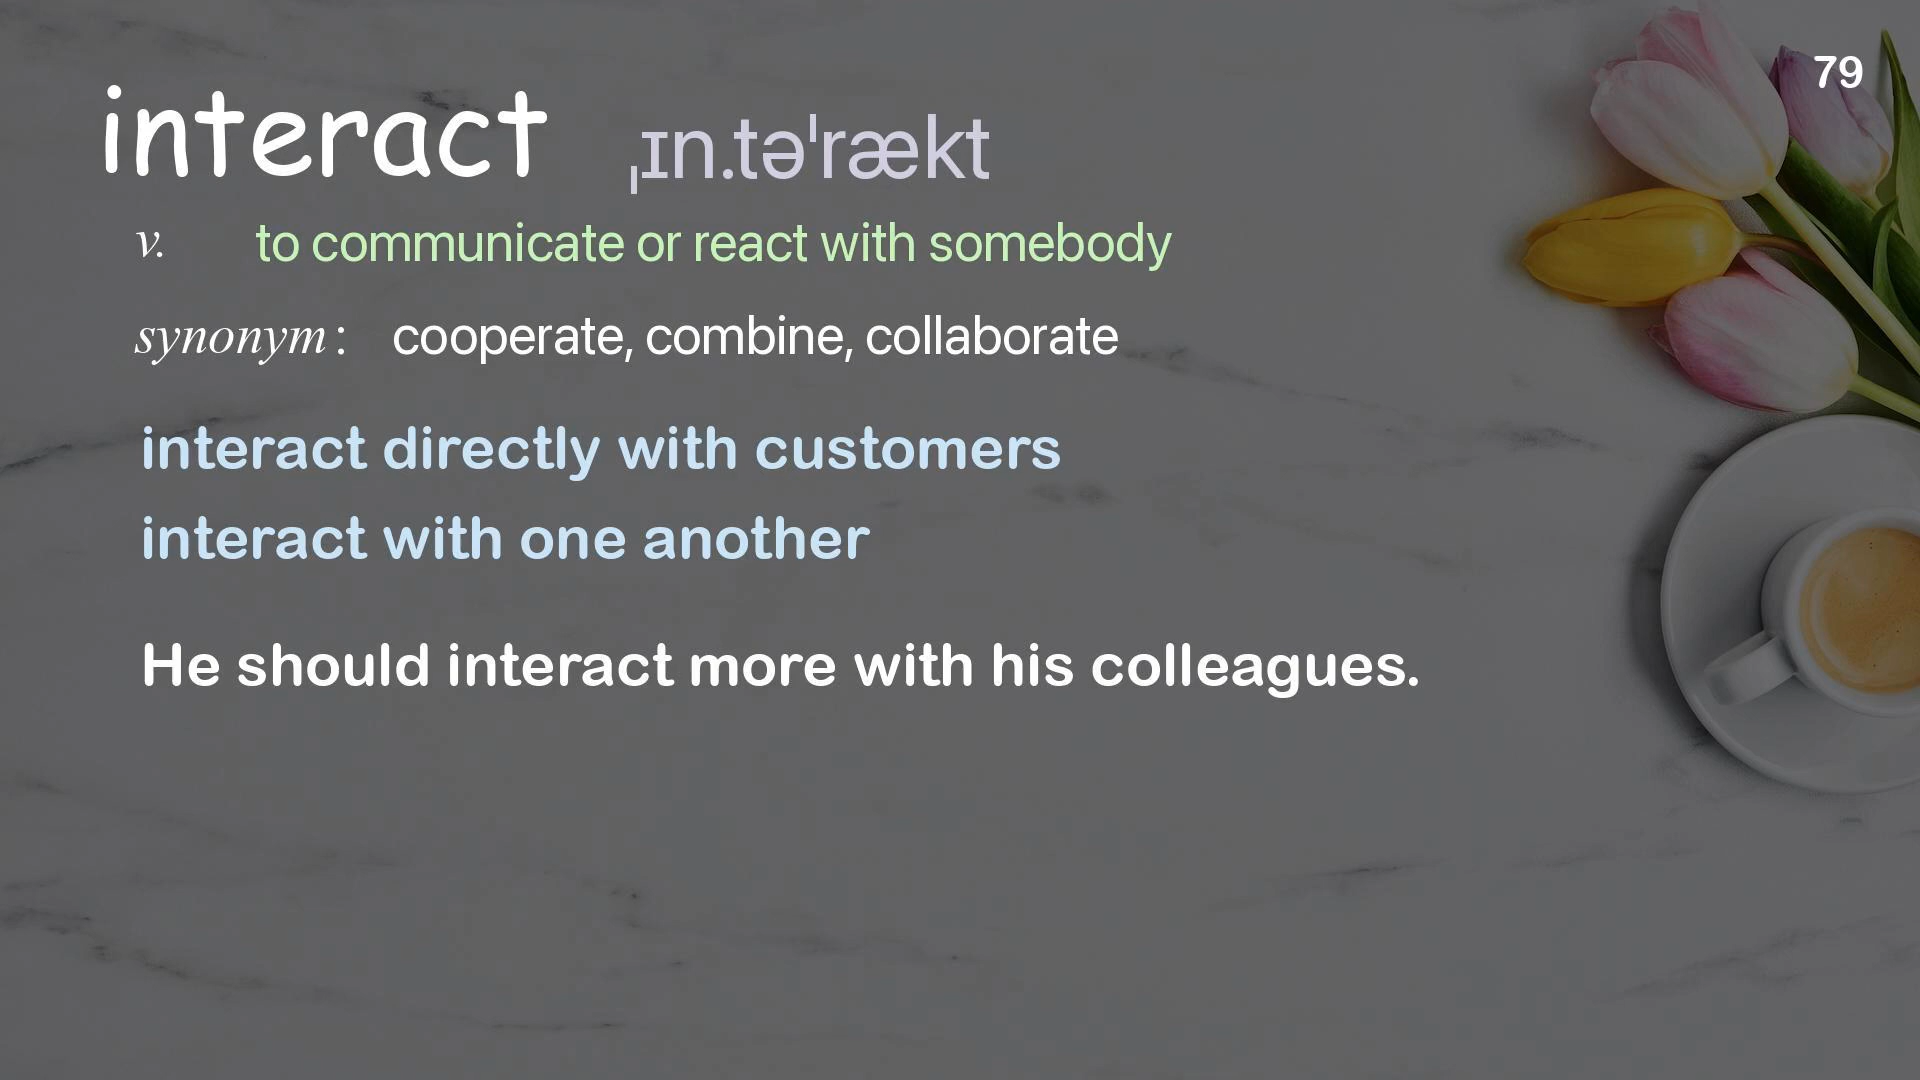 79
interact ˌɪn.təˈrækt
v. to communicate or react with somebody
synonym : cooperate, combine, collaborate
interact directly with customers
interact with one another
He should interact more with his colleagues.